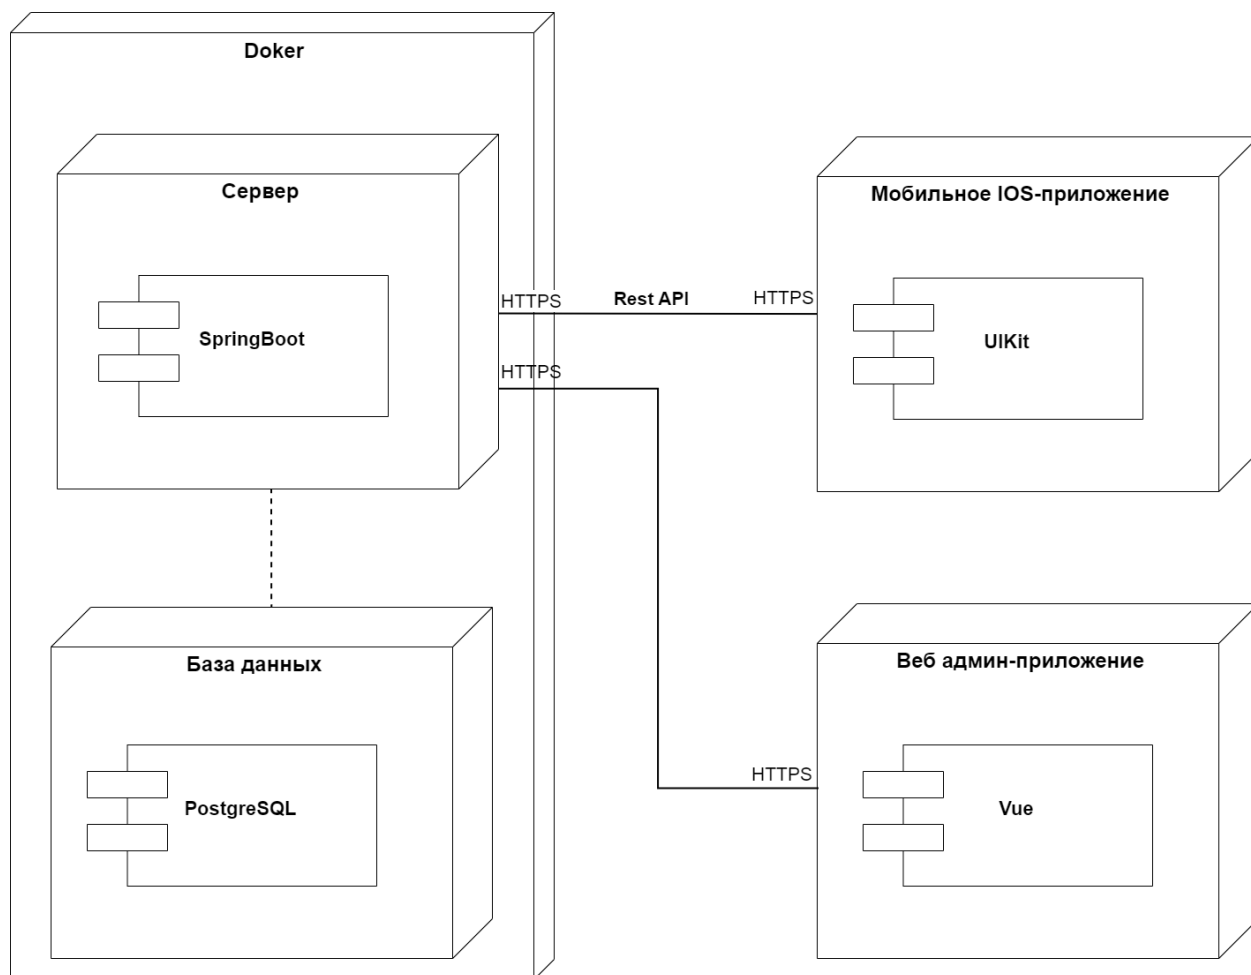 Doker
Сервер
SpringBoot
HTTPS
Rest API
HTTPS
HTTPS
Мобильное IOS-приложение
UIKit
База данных
PostgreSQL
HTTPS
Веб админ-приложение
Vue